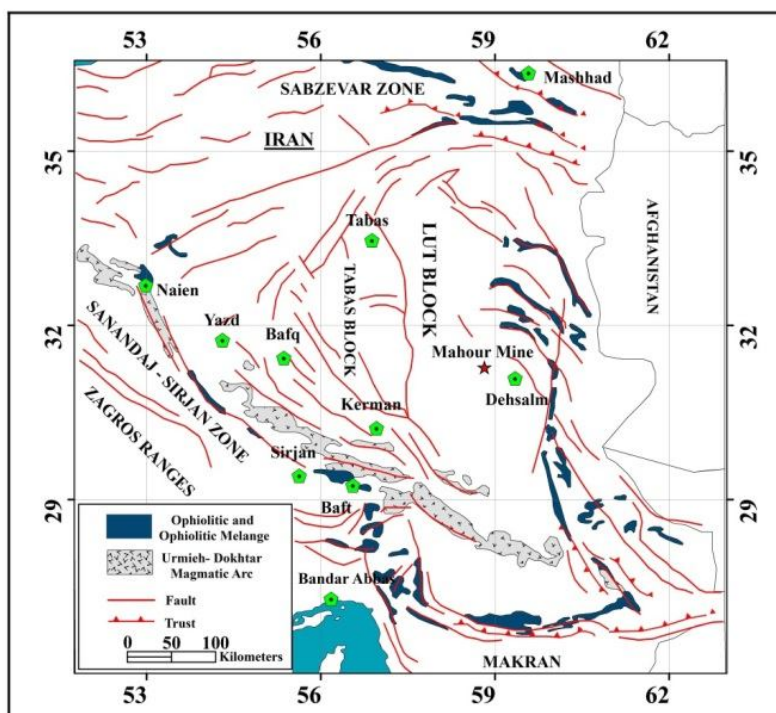 53 56 59 62
Mashhad
SABZEVAR ZONE
IRAN
35 35
Tabas
LUT BLOCK
AFGHANISTAN
TABAS BLOCK
Naien
SANANDAJ - SIRJAN ZONE
Yazd
Bafq
32 32
Mahour Mine
Dehsalm
ZAGROS RANGES
Kerman
Sirjan
29 29
Baft
Ophiolitic and
Ophiolitic Melange
Urmieh- Dokhtar
Magmatic Arc
Fault
Trust
0 50 100
Kilometers
Bandar Abbas
MAKRAN
53 56 59 62